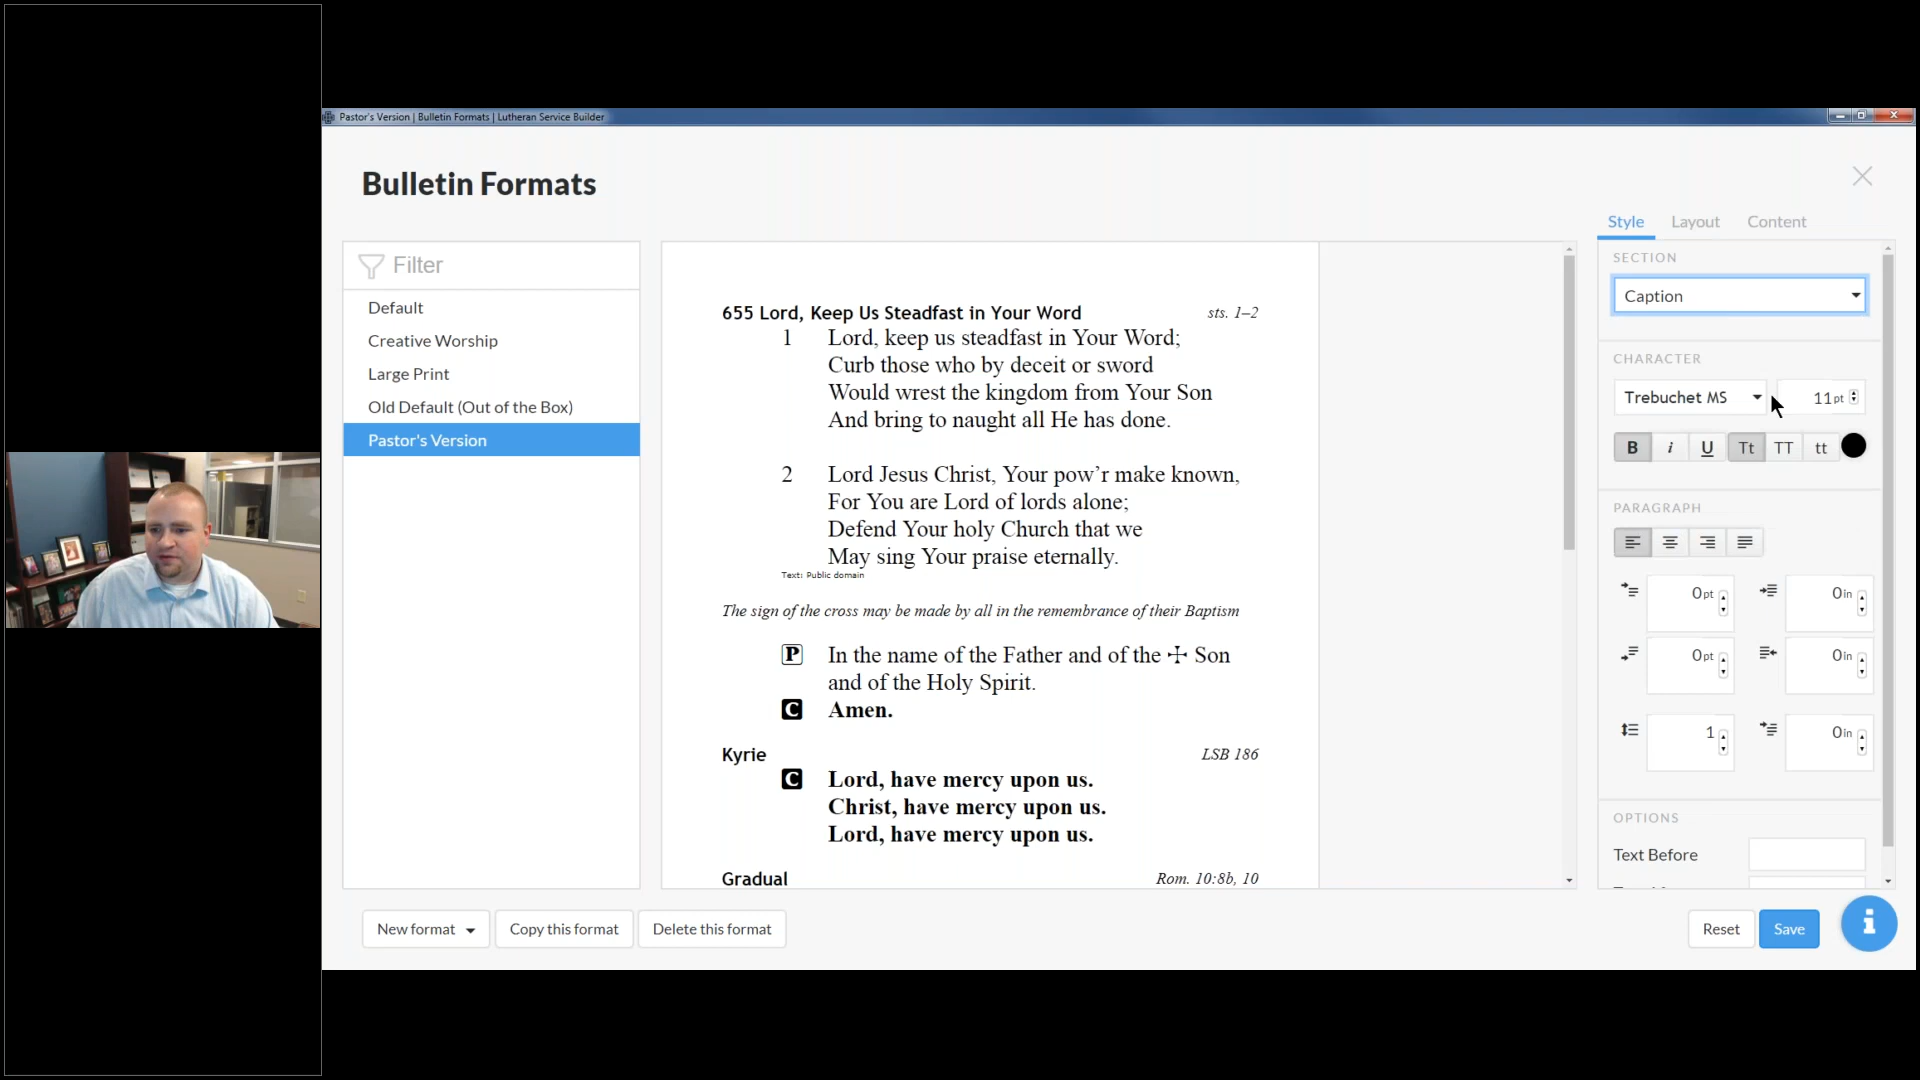 Pastor's Version | Bulletin Formats | Lutheran Service Builder
Bulletin Formats
Filter
Default
Creative Worship
Large Print
Old Default (Out of the Box)
Pastor's Version
655 Lord, Keep Us Steadfast in Your Word sts. 1–2
1 Lord, keep us steadfast in Your Word;
Curb those who by deceit or sword
Would wrest the kingdom from Your Son
And bring to naught all He has done.
2 Lord Jesus Christ, Your pow’r make known,
For You are Lord of lords alone;
Defend Your holy Church that we
May sing Your praise eternally.
Text: Public domain
The sign of the cross may be made by all in the remembrance of their Baptism
P In the name of the Father and of the ☩ Son
and of the Holy Spirit.
C Amen.
Kyrie LSB 186
C Lord, have mercy upon us.
Christ, have mercy upon us.
Lord, have mercy upon us.
Gradual Rom. 10:8b, 10
Style Layout Content
SECTION
Caption
CHARACTER
Trebuchet MS 11pt
B i U Tt TT tt
PARAGRAPH
0pt 0in
0pt 0in
1 0in
OPTIONS
Text Before
New format Copy this format Delete this format
Reset Save i